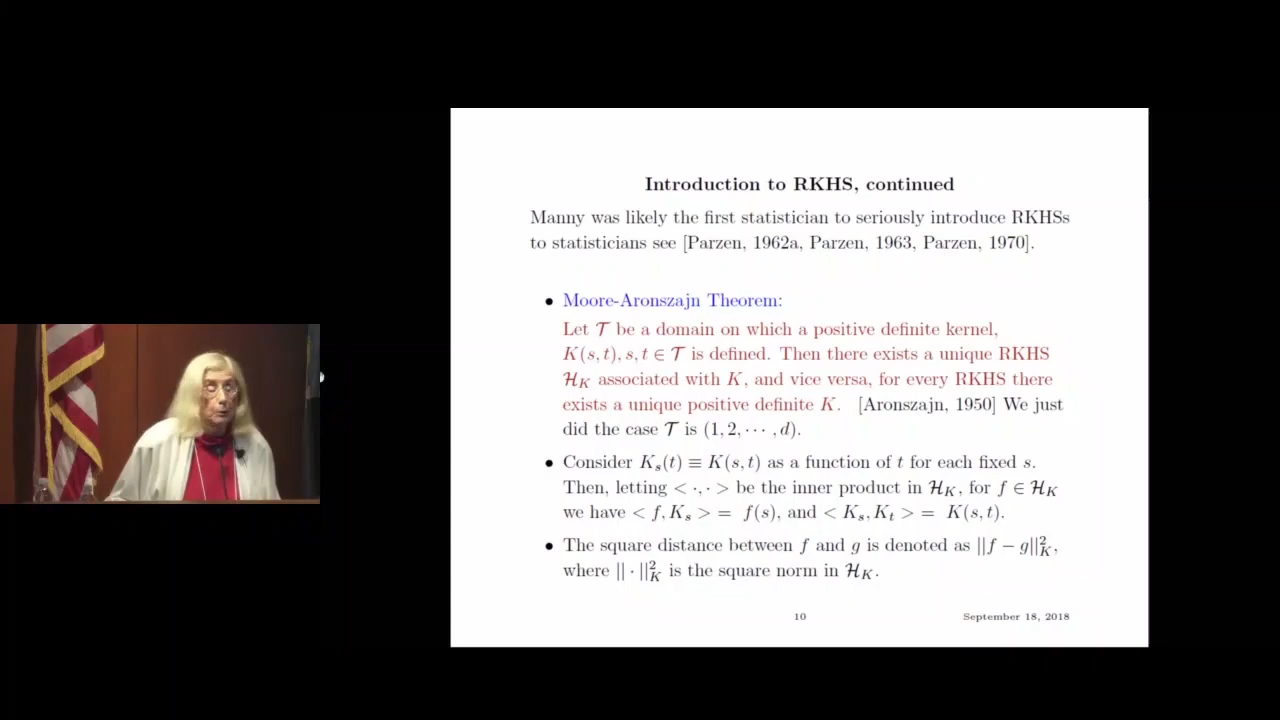 Introduction to RKHS, continued
Manny was likely the first statistician to seriously introduce RKHSs
to statisticians see [Parzen, 1962a, Parzen, 1963, Parzen, 1970].
• Moore-Aronszajn Theorem:
Let 𝒯 be a domain on which a positive definite kernel,
K(s, t), s, t ∈ 𝒯 is defined. Then there exists a unique RKHS
ℋ_K associated with K, and vice versa, for every RKHS there
exists a unique positive definite K. [Aronszajn, 1950] We just
did the case 𝒯 is (1, 2, ⋯ , d).
• Consider K_s(t) ≡ K(s, t) as a function of t for each fixed s.
Then, letting < ·, · > be the inner product in ℋ_K, for f ∈ ℋ_K
we have < f, K_s > = f(s), and < K_s, K_t > = K(s, t).
• The square distance between f and g is denoted as ||f − g||²_K,
where || · ||²_K is the square norm in ℋ_K.
10 September 18, 2018